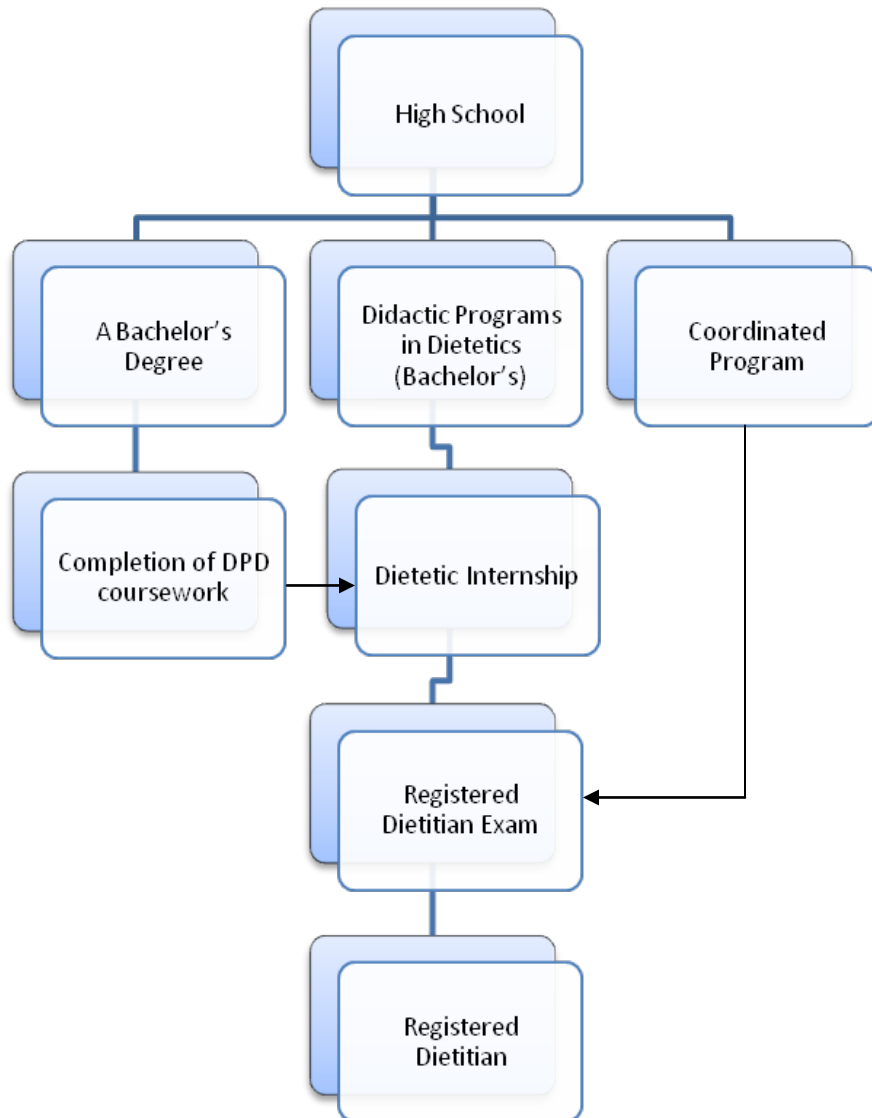 High School
A Bachelor’s
Degree
Didactic Programs
in Dietetics
(Bachelor’s)
Coordinated
Program
Completion of DPD
coursework
Dietetic Internship
Registered
Dietitian Exam
Registered
Dietitian